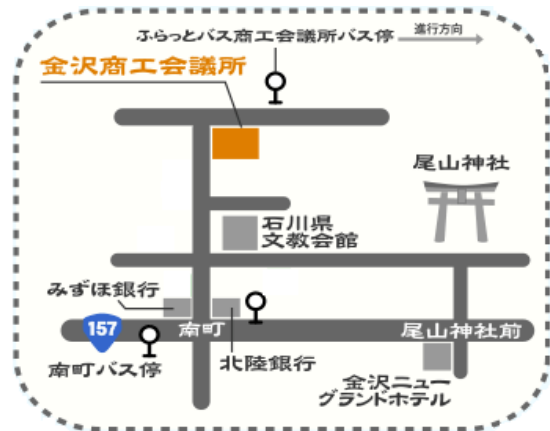 ふらっとバス商工会議所バス停
進行方向
金沢商工会議所
尾山神社
石川県
文教会館
みずほ銀行
157
南町
尾山神社前
南町バス停
北陸銀行
金沢ニュー
グランドホテル